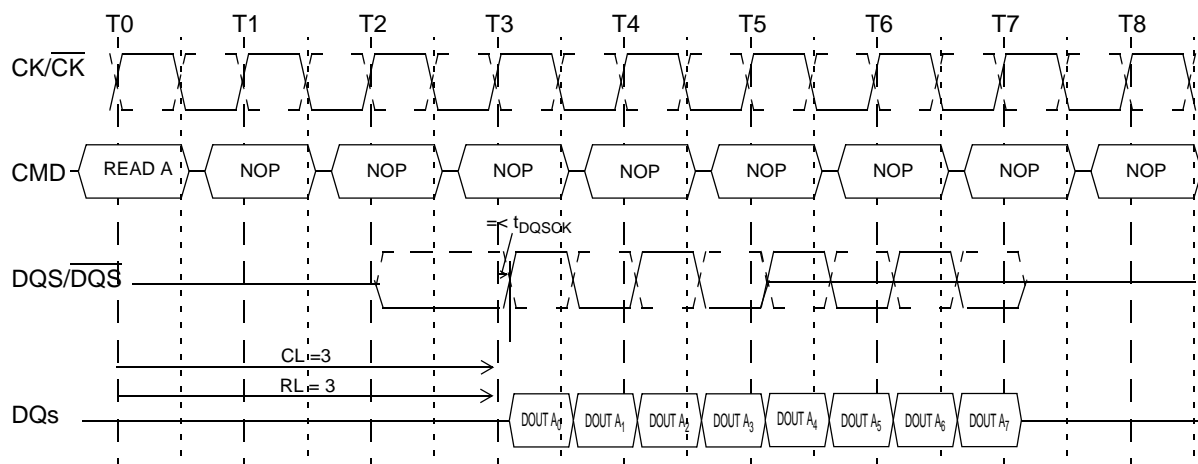 T0 T1 T2 T3 T4 T5 T6 T7 T8
CK/CK
CMD READ A NOP NOP NOP NOP NOP NOP NOP NOP
=< tDQSCK
DQS/DQS
CL =3
RL = 3
DQs DOUT A0 DOUT A1 DOUT A2 DOUT A3 DOUT A4 DOUT A5 DOUT A6 DOUT A7